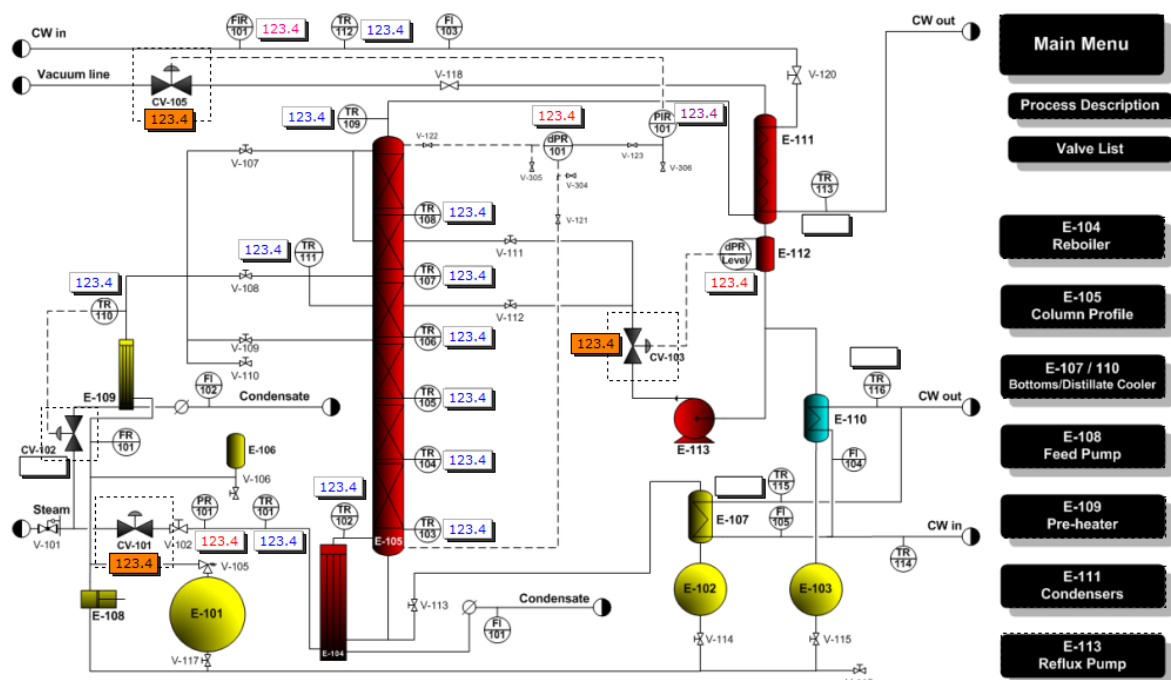 FIR
101
123.4
TR
112
123.4
FI
103
CW in
CW out
Main Menu
Vacuum line
V-118
V-120
CV-105
123.4
Process Description
123.4
TR
109
123.4
dPR
101
PIR
101
123.4
E-111
Valve List
V-122
V-123
V-107
V-305
V-304
V-306
TR
113
TR
108
123.4
V-121
E-104
Reboiler
123.4
TR
111
V-111
dPR
Level
E-112
123.4
V-108
TR
107
123.4
123.4
TR
110
V-112
E-105
Column Profile
V-109
V-110
TR
106
123.4
123.4
CV-103
E-107 / 110
Bottoms/Distillate Cooler
E-109
FI
102
Condensate
TR
105
123.4
TR
116
CW out
CV-102
FR
101
E-106
E-113
E-110
E-108
Feed Pump
V-106
TR
104
123.4
FI
104
TR
115
123.4
Steam
V-101
CV-101
V-102
PR
101
TR
101
TR
102
123.4
123.4
TR
103
123.4
E-105
E-107
FI
105
CW in
E-109
Pre-heater
123.4
V-105
TR
114
E-108
E-101
V-113
Condensate
E-102
E-103
E-111
Condensers
FI
101
V-114
V-115
V-117
E-104
E-113
Reflux Pump